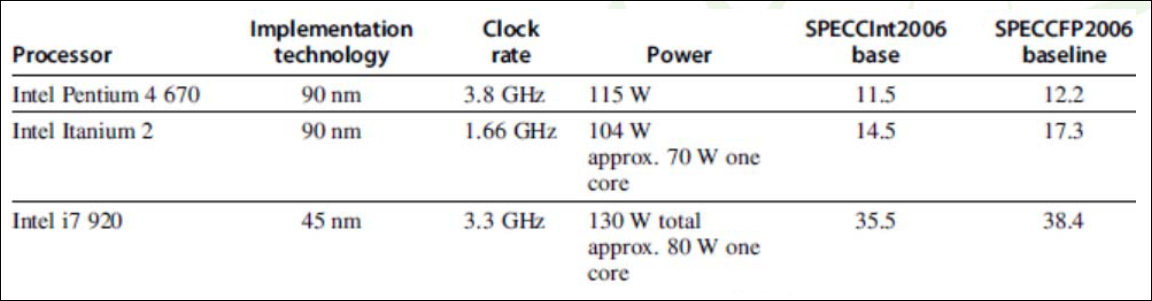 Processor Implementation technology Clock rate Power SPECCInt2006 base SPECCFP2006 baseline
Intel Pentium 4 670 90 nm 3.8 GHz 115 W 11.5 12.2
Intel Itanium 2 90 nm 1.66 GHz 104 W 14.5 17.3
approx. 70 W one
core
Intel i7 920 45 nm 3.3 GHz 130 W total 35.5 38.4
approx. 80 W one
core